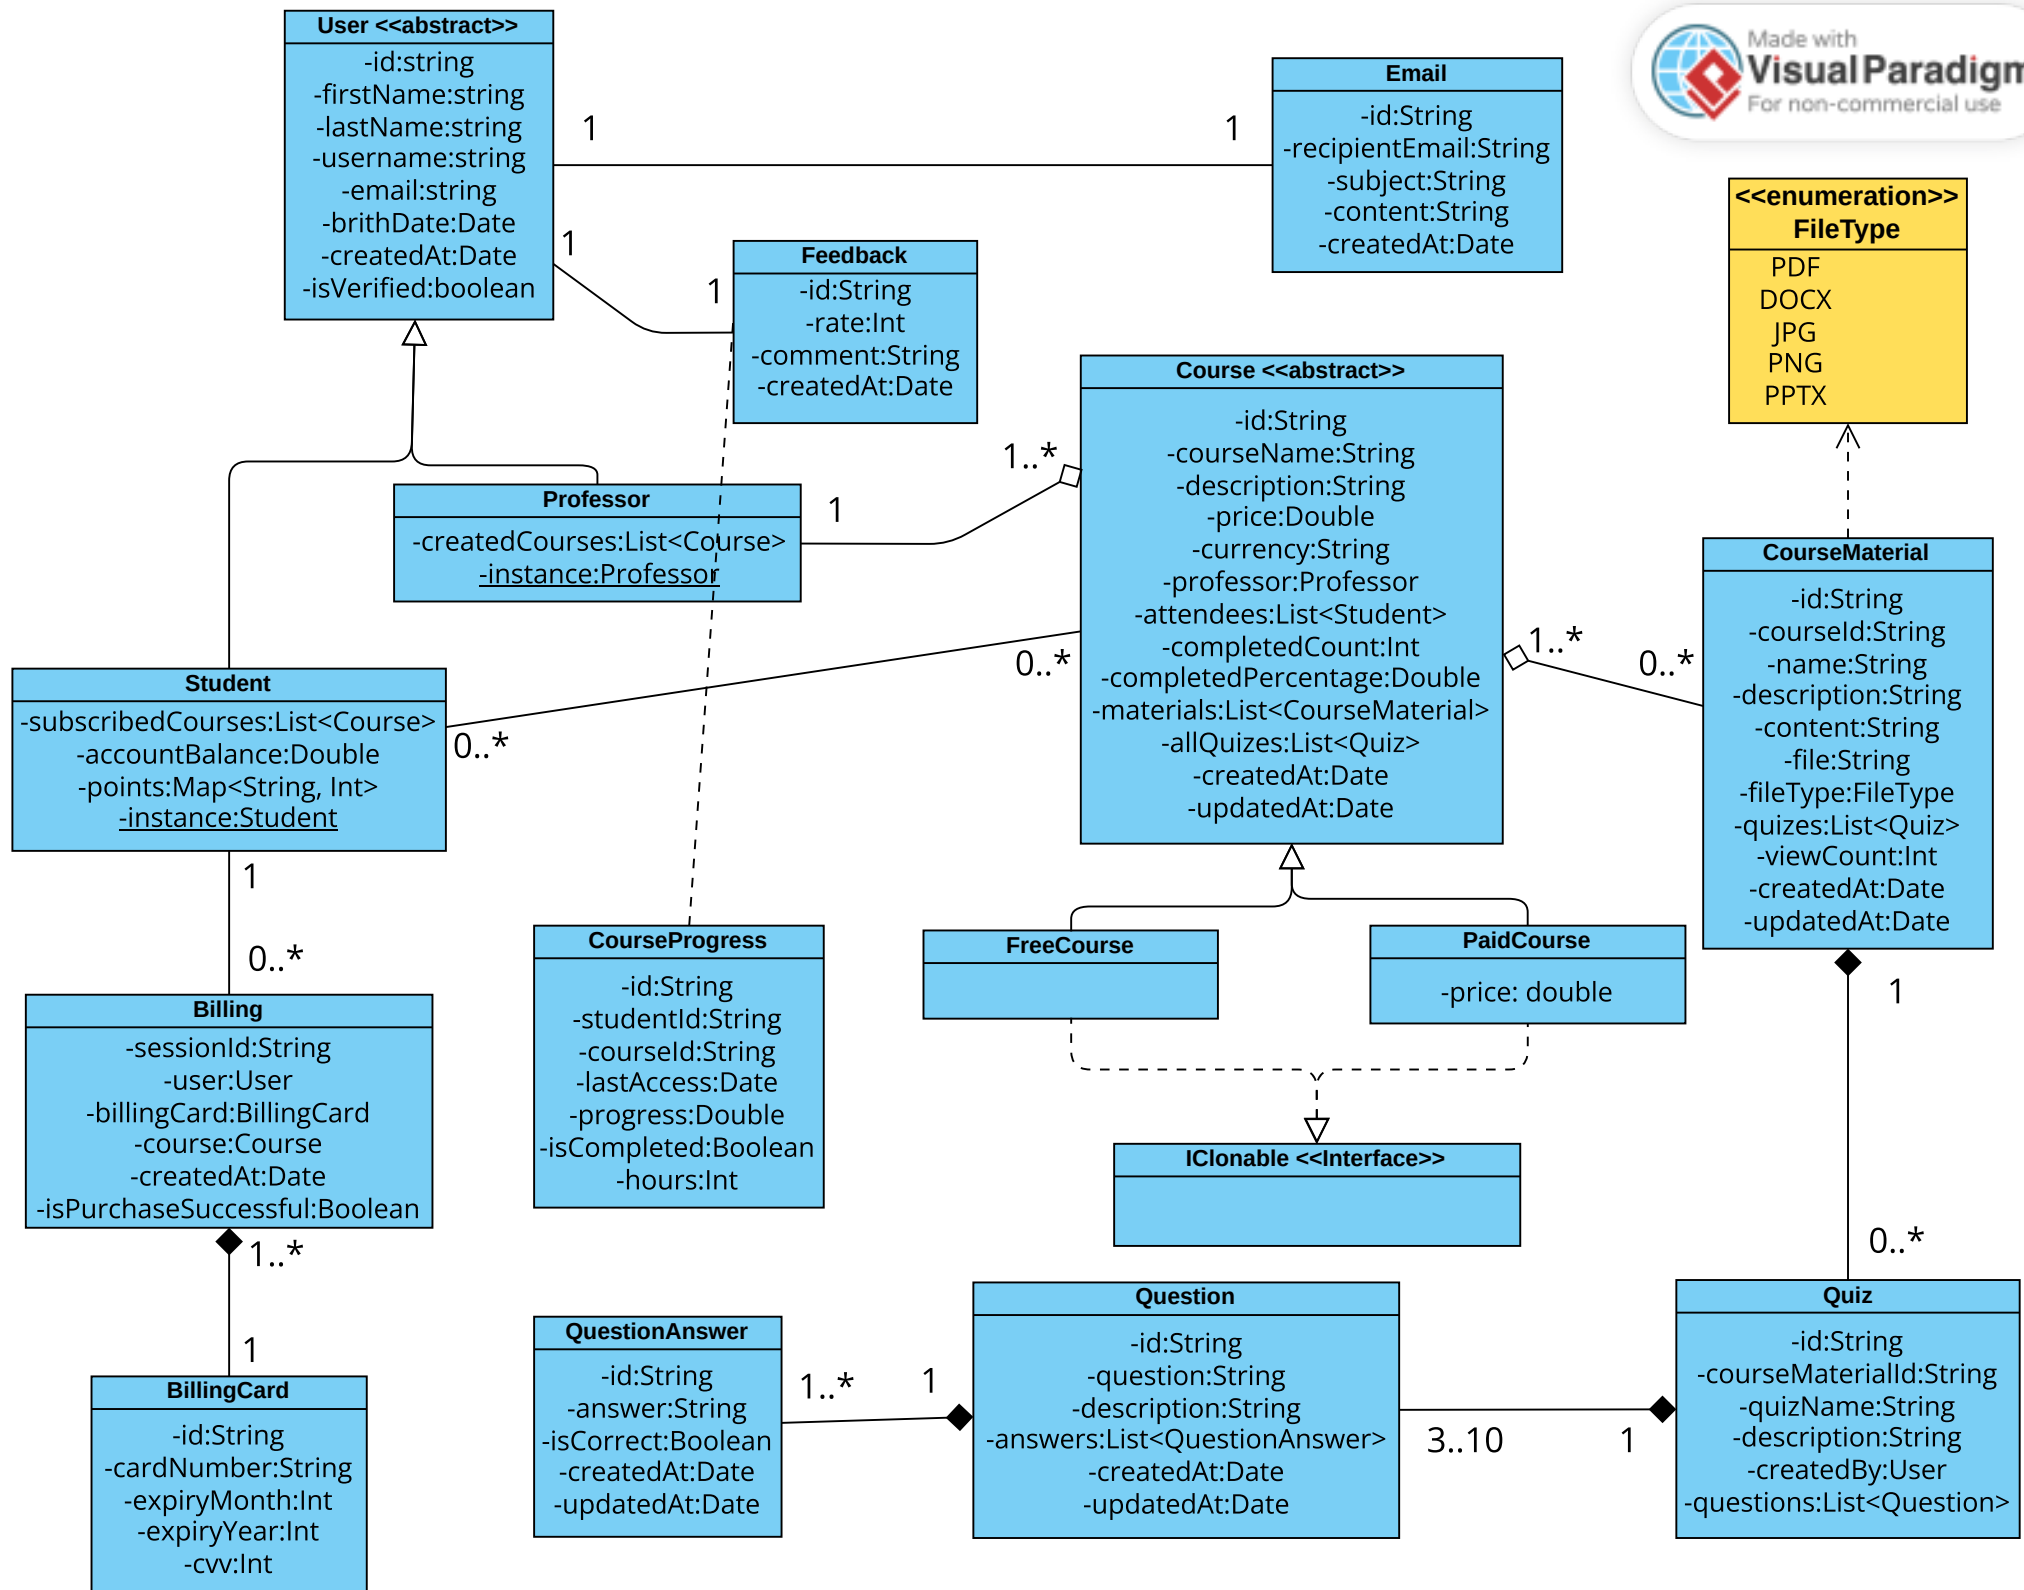 User <<abstract>>
-id:string
-firstName:string
-lastName:string
-username:string
-email:string
-brithDate:Date
-createdAt:Date
-isVerified:boolean
1
1
Email
-id:String
-recipientEmail:String
-subject:String
-content:String
-createdAt:Date
Made with
Visual Paradigm
For non-commercial use
<<enumeration>>
FileType
PDF
DOCX
JPG
PNG
PPTX
1
1
Feedback
-id:String
-rate:Int
-comment:String
-createdAt:Date
Course <<abstract>>
-id:String
-courseName:String
-description:String
-price:Double
-currency:String
-professor:Professor
-attendees:List<Student>
-completedCount:Int
-completedPercentage:Double
-materials:List<CourseMaterial>
-allQuizes:List<Quiz>
-createdAt:Date
-updatedAt:Date
1..*
1
Professor
-createdCourses:List<Course>
-instance:Professor
CourseMaterial
-id:String
-courseId:String
-name:String
-description:String
-content:String
-file:String
-fileType:FileType
-quizes:List<Quiz>
-viewCount:Int
-createdAt:Date
-updatedAt:Date
1..*
0..*
0..*
0..*
Student
-subscribedCourses:List<Course>
-accountBalance:Double
-points:Map<String, Int>
-instance:Student
1
0..*
CourseProgress
-id:String
-studentId:String
-courseId:String
-lastAccess:Date
-progress:Double
-isCompleted:Boolean
-hours:Int
FreeCourse
PaidCourse
-price: double
1
0..*
Billing
-sessionId:String
-user:User
-billingCard:BillingCard
-course:Course
-createdAt:Date
-isPurchaseSuccessful:Boolean
1..*
1
IClonable <<Interface>>
BillingCard
-id:String
-cardNumber:String
-expiryMonth:Int
-expiryYear:Int
-cvv:Int
QuestionAnswer
-id:String
-answer:String
-isCorrect:Boolean
-createdAt:Date
-updatedAt:Date
1..*
1
Question
-id:String
-question:String
-description:String
-answers:List<QuestionAnswer>
-createdAt:Date
-updatedAt:Date
3..10
1
Quiz
-id:String
-courseMaterialId:String
-quizName:String
-description:String
-createdBy:User
-questions:List<Question>